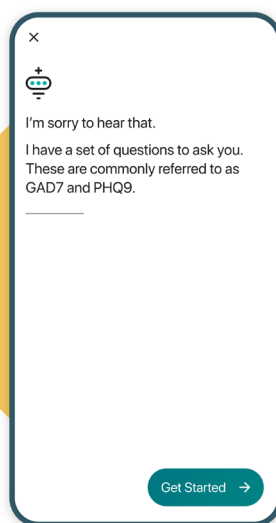 I'm sorry to hear that.
I have a set of questions to ask you.
These are commonly referred to as
GAD7 and PHQ9.
Get Started